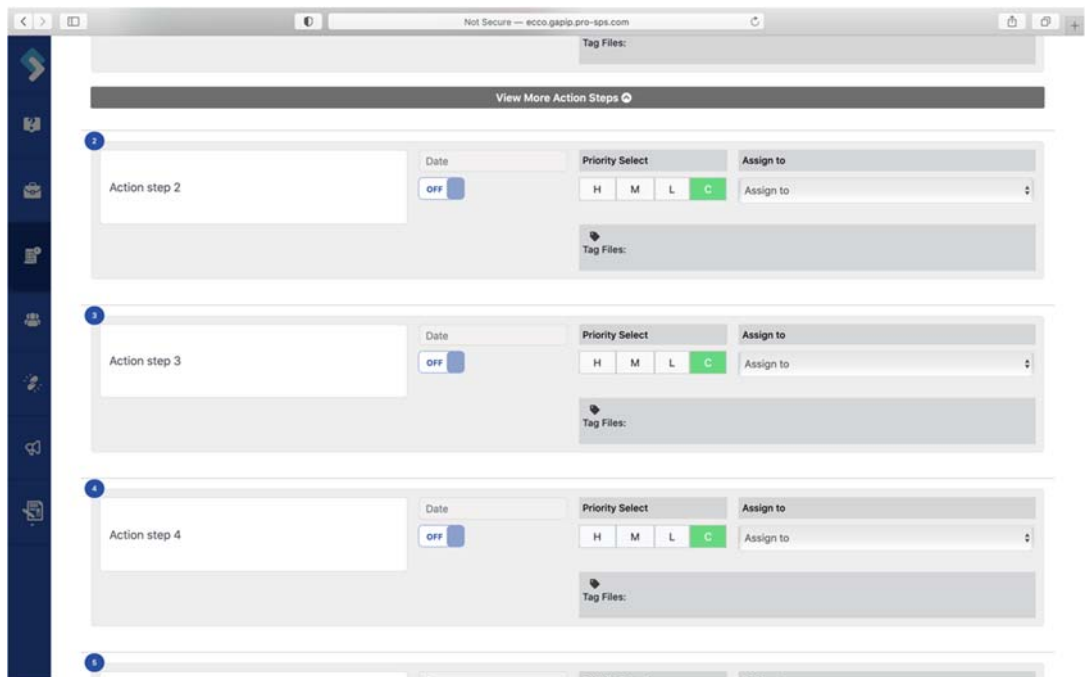 Not Secure — ecco.gapip.pro-sps.com
Tag Files:
View More Action Steps
2
Action step 2
Date
OFF
Priority Select
H M L C
Assign to
Assign to
Tag Files:
3
Action step 3
Date
OFF
Priority Select
H M L C
Assign to
Assign to
Tag Files:
4
Action step 4
Date
OFF
Priority Select
H M L C
Assign to
Assign to
Tag Files:
5